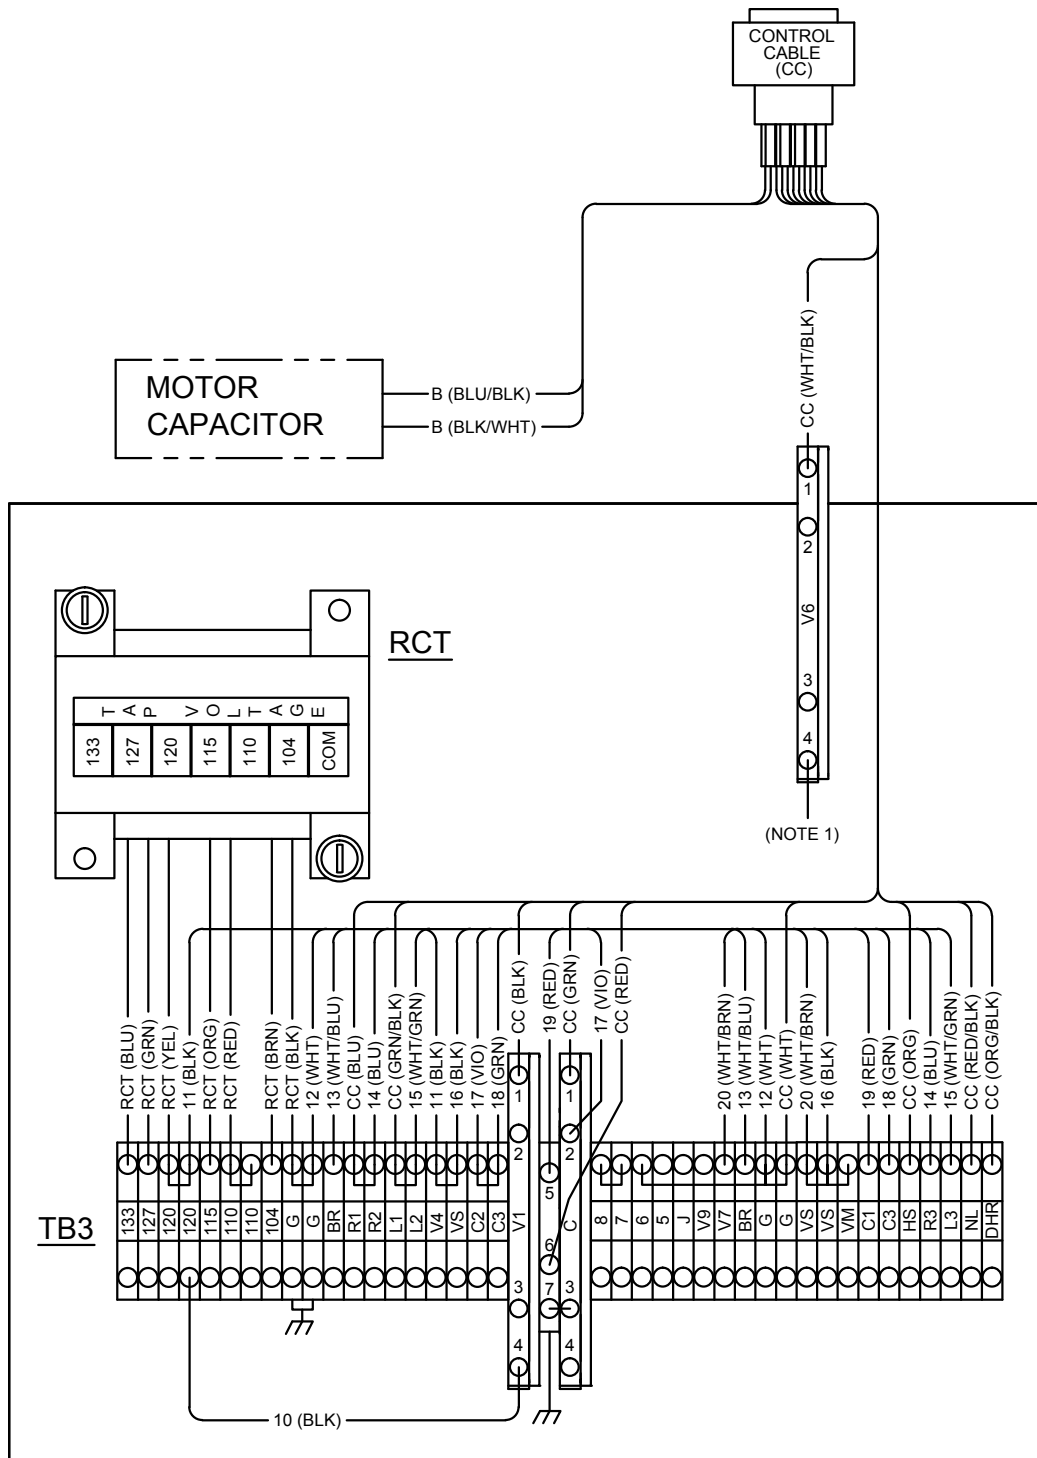 CONTROL
CABLE
(CC)
CC (WHT/BLK)
MOTOR
CAPACITOR
B (BLU/BLK)
B (BLK/WHT)
1
2
V6
3
4
(NOTE 1)
RCT
TAP VOLTAGE
133
127
120
115
110
104
COM
RCT (BLU)
RCT (GRN)
RCT (YEL)
11 (BLK)
RCT (ORG)
RCT (RED)
RCT (BRN)
RCT (BLK)
12 (WHT)
13 (WHT/BLU)
CC (BLU)
14 (BLU)
CC (GRN/BLK)
15 (WHT/GRN)
11 (BLK)
16 (BLK)
17 (VIO)
18 (GRN)
CC (BLK)
19 (RED)
CC (GRN)
17 (VIO)
CC (RED)
20 (WHT/BRN)
13 (WHT/BLU)
12 (WHT)
CC (WHT)
20 (WHT/BRN)
16 (BLK)
19 (RED)
18 (GRN)
CC (ORG)
14 (BLU)
15 (WHT/GRN)
CC (RED/BLK)
CC (ORG/BLK)
TB3
133
127
120
120
115
110
110
104
G
G
BR
R1
R2
L1
L2
V4
VS
C2
C3
1
2
V1
3
4
5
6
7
1
2
C
3
4
8
7
6
5
J
V9
V7
BR
G
G
VS
VS
VM
C1
C3
HS
R3
L3
NL
DHR
10 (BLK)